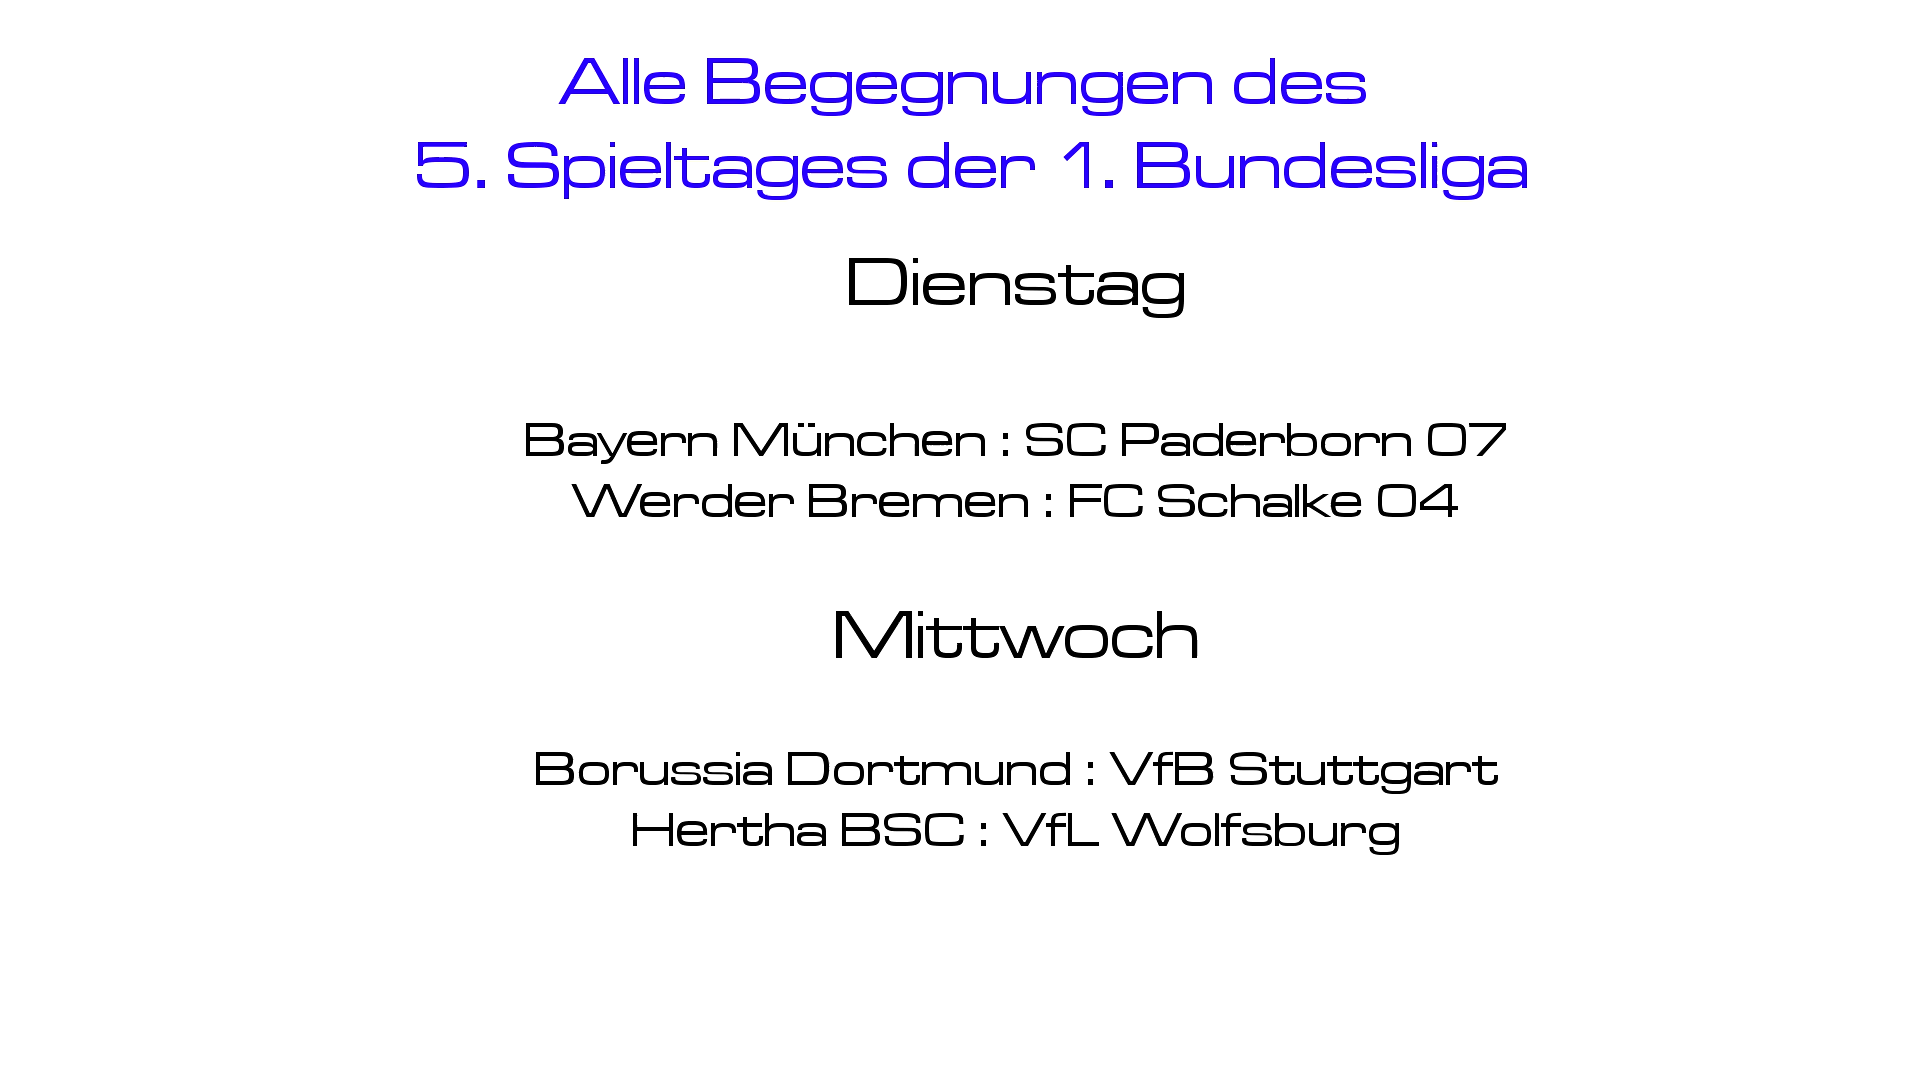 Alle Begegnungen des
5. Spieltages der 1. Bundesliga
Dienstag
Bayern München : SC Paderborn 07
Werder Bremen : FC Schalke 04
Mittwoch
Borussia Dortmund : VfB Stuttgart
Hertha BSC : VfL Wolfsburg